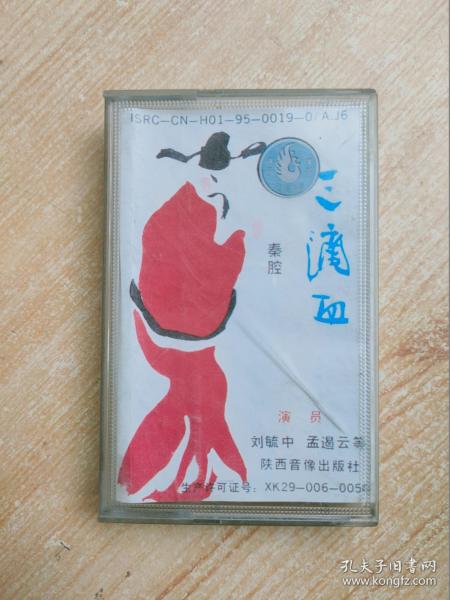 ISRC-CN-H01-95-0019-0/A.J6
三滴血
秦腔
演员
刘毓中 孟遏云等
陕西音像出版社
生产许可证号：XK29-006-005
孔夫子旧书网
www.kongfz.com